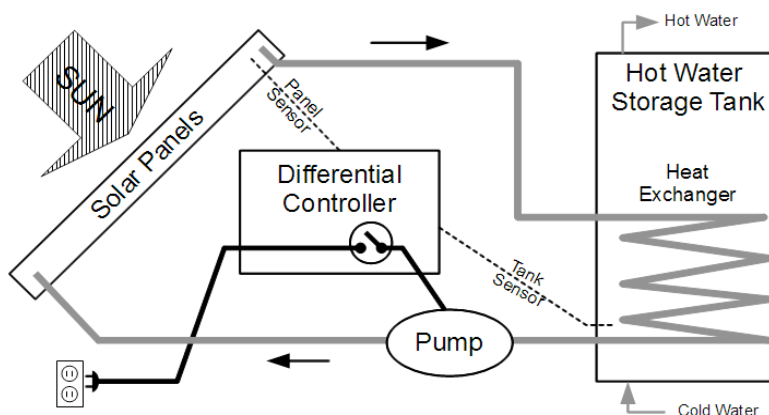 Hot Water
SUN
Solar Panels
Panel
Sensor
Hot Water
Storage Tank
Differential
Controller
Heat
Exchanger
Tank
Sensor
Pump
Cold Water